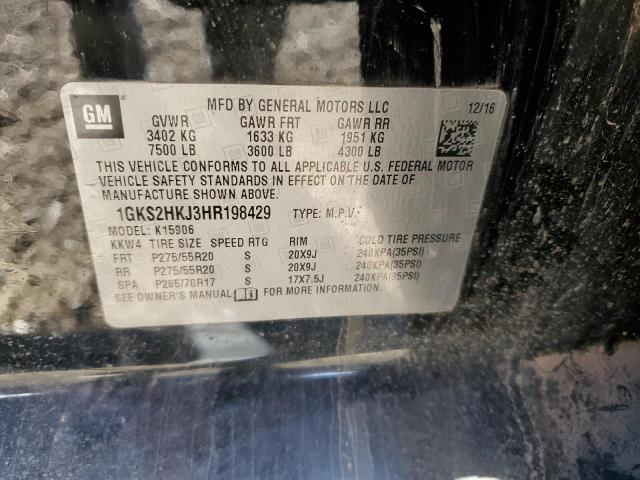 GM
MFD BY GENERAL MOTORS LLC 12/16
GVWR GAWR FRT GAWR RR
3402 KG 1633 KG 1951 KG
7500 LB 3600 LB 4300 LB
THIS VEHICLE CONFORMS TO ALL APPLICABLE U.S. FEDERAL MOTOR
VEHICLE SAFETY STANDARDS IN EFFECT ON THE DATE OF
MANUFACTURE SHOWN ABOVE.
1GKS2HKJ3HR198429 TYPE: M.P.V.
MODEL: K15906
KKW4 TIRE SIZE SPEED RTG RIM COLD TIRE PRESSURE
FRT P275/55R20 S 20X9J 240KPA(35PSI)
RR P275/55R20 S 20X9J 240KPA(35PSI)
SPA P265/70R17 S 17X7.5J 240KPA(35PSI)
SEE OWNER'S MANUAL FOR MORE INFORMATION.